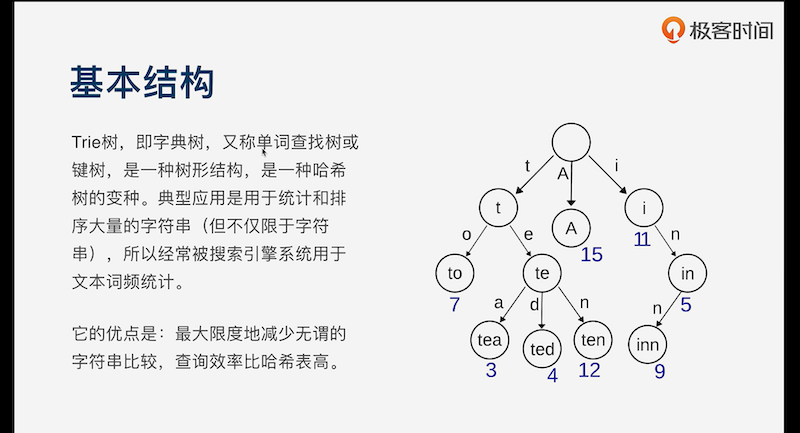 极客时间
基本结构
Trie树，即字典树，又称单词查找树或
键树，是一种树形结构，是一种哈希
树的变种。典型应用是用于统计和排
序大量的字符串（但不仅限于字符
串），所以经常被搜索引擎系统用于
文本词频统计。
它的优点是：最大限度地减少无谓的
字符串比较，查询效率比哈希表高。
t A i
t A i
15 11
o e n
to te in
7 5
a d n n
tea ted ten inn
3 4 12 9